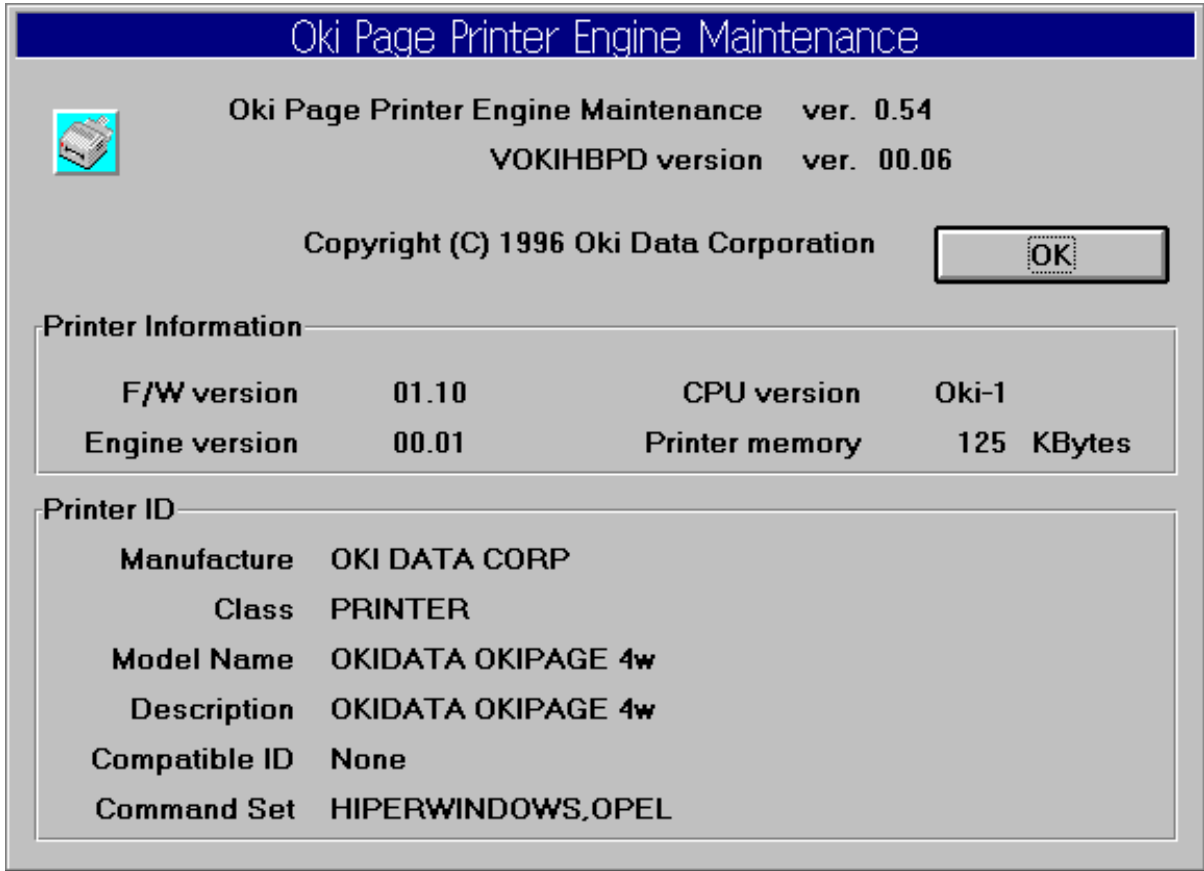 Oki Page Printer Engine Maintenance
Oki Page Printer Engine Maintenance ver. 0.54
VOKIHBPD version ver. 00.06
Copyright (C) 1996 Oki Data Corporation
OK
Printer Information
F/W version 01.10 CPU version Oki-1
Engine version 00.01 Printer memory 125 KBytes
Printer ID
Manufacture OKI DATA CORP
Class PRINTER
Model Name OKIDATA OKIPAGE 4w
Description OKIDATA OKIPAGE 4w
Compatible ID None
Command Set HIPERWINDOWS,OPEL